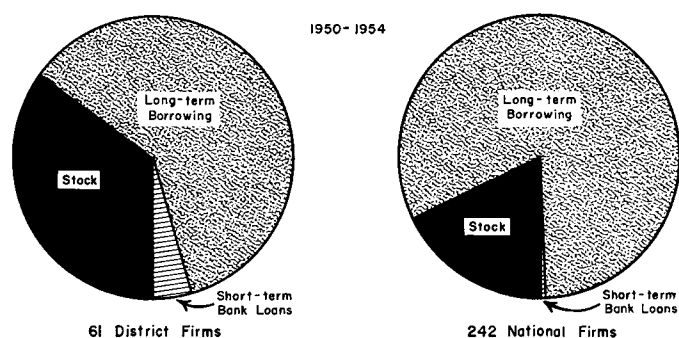 1950-1954
Long-term
Borrowing
Stock
Short-term
Bank Loans
61 District Firms
Long-term
Borrowing
Stock
Short-term
Bank Loans
242 National Firms